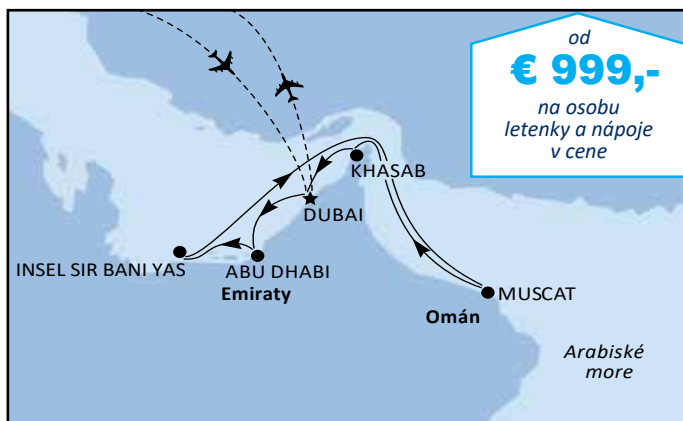 od
€ 999,-
na osobu
letenky a nápoje
v cene
KHASAB
DUBAI
INSEL SIR BANI YAS
ABU DHABI
Emiraty
MUSCAT
Omán
Arabiské
more